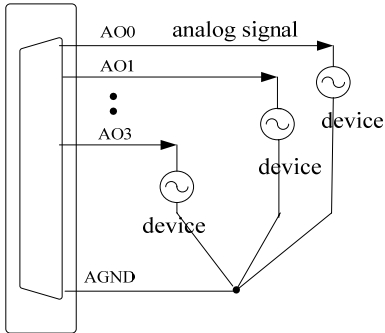 AO0 analog signal
AO1
device
AO3
device
device
AGND